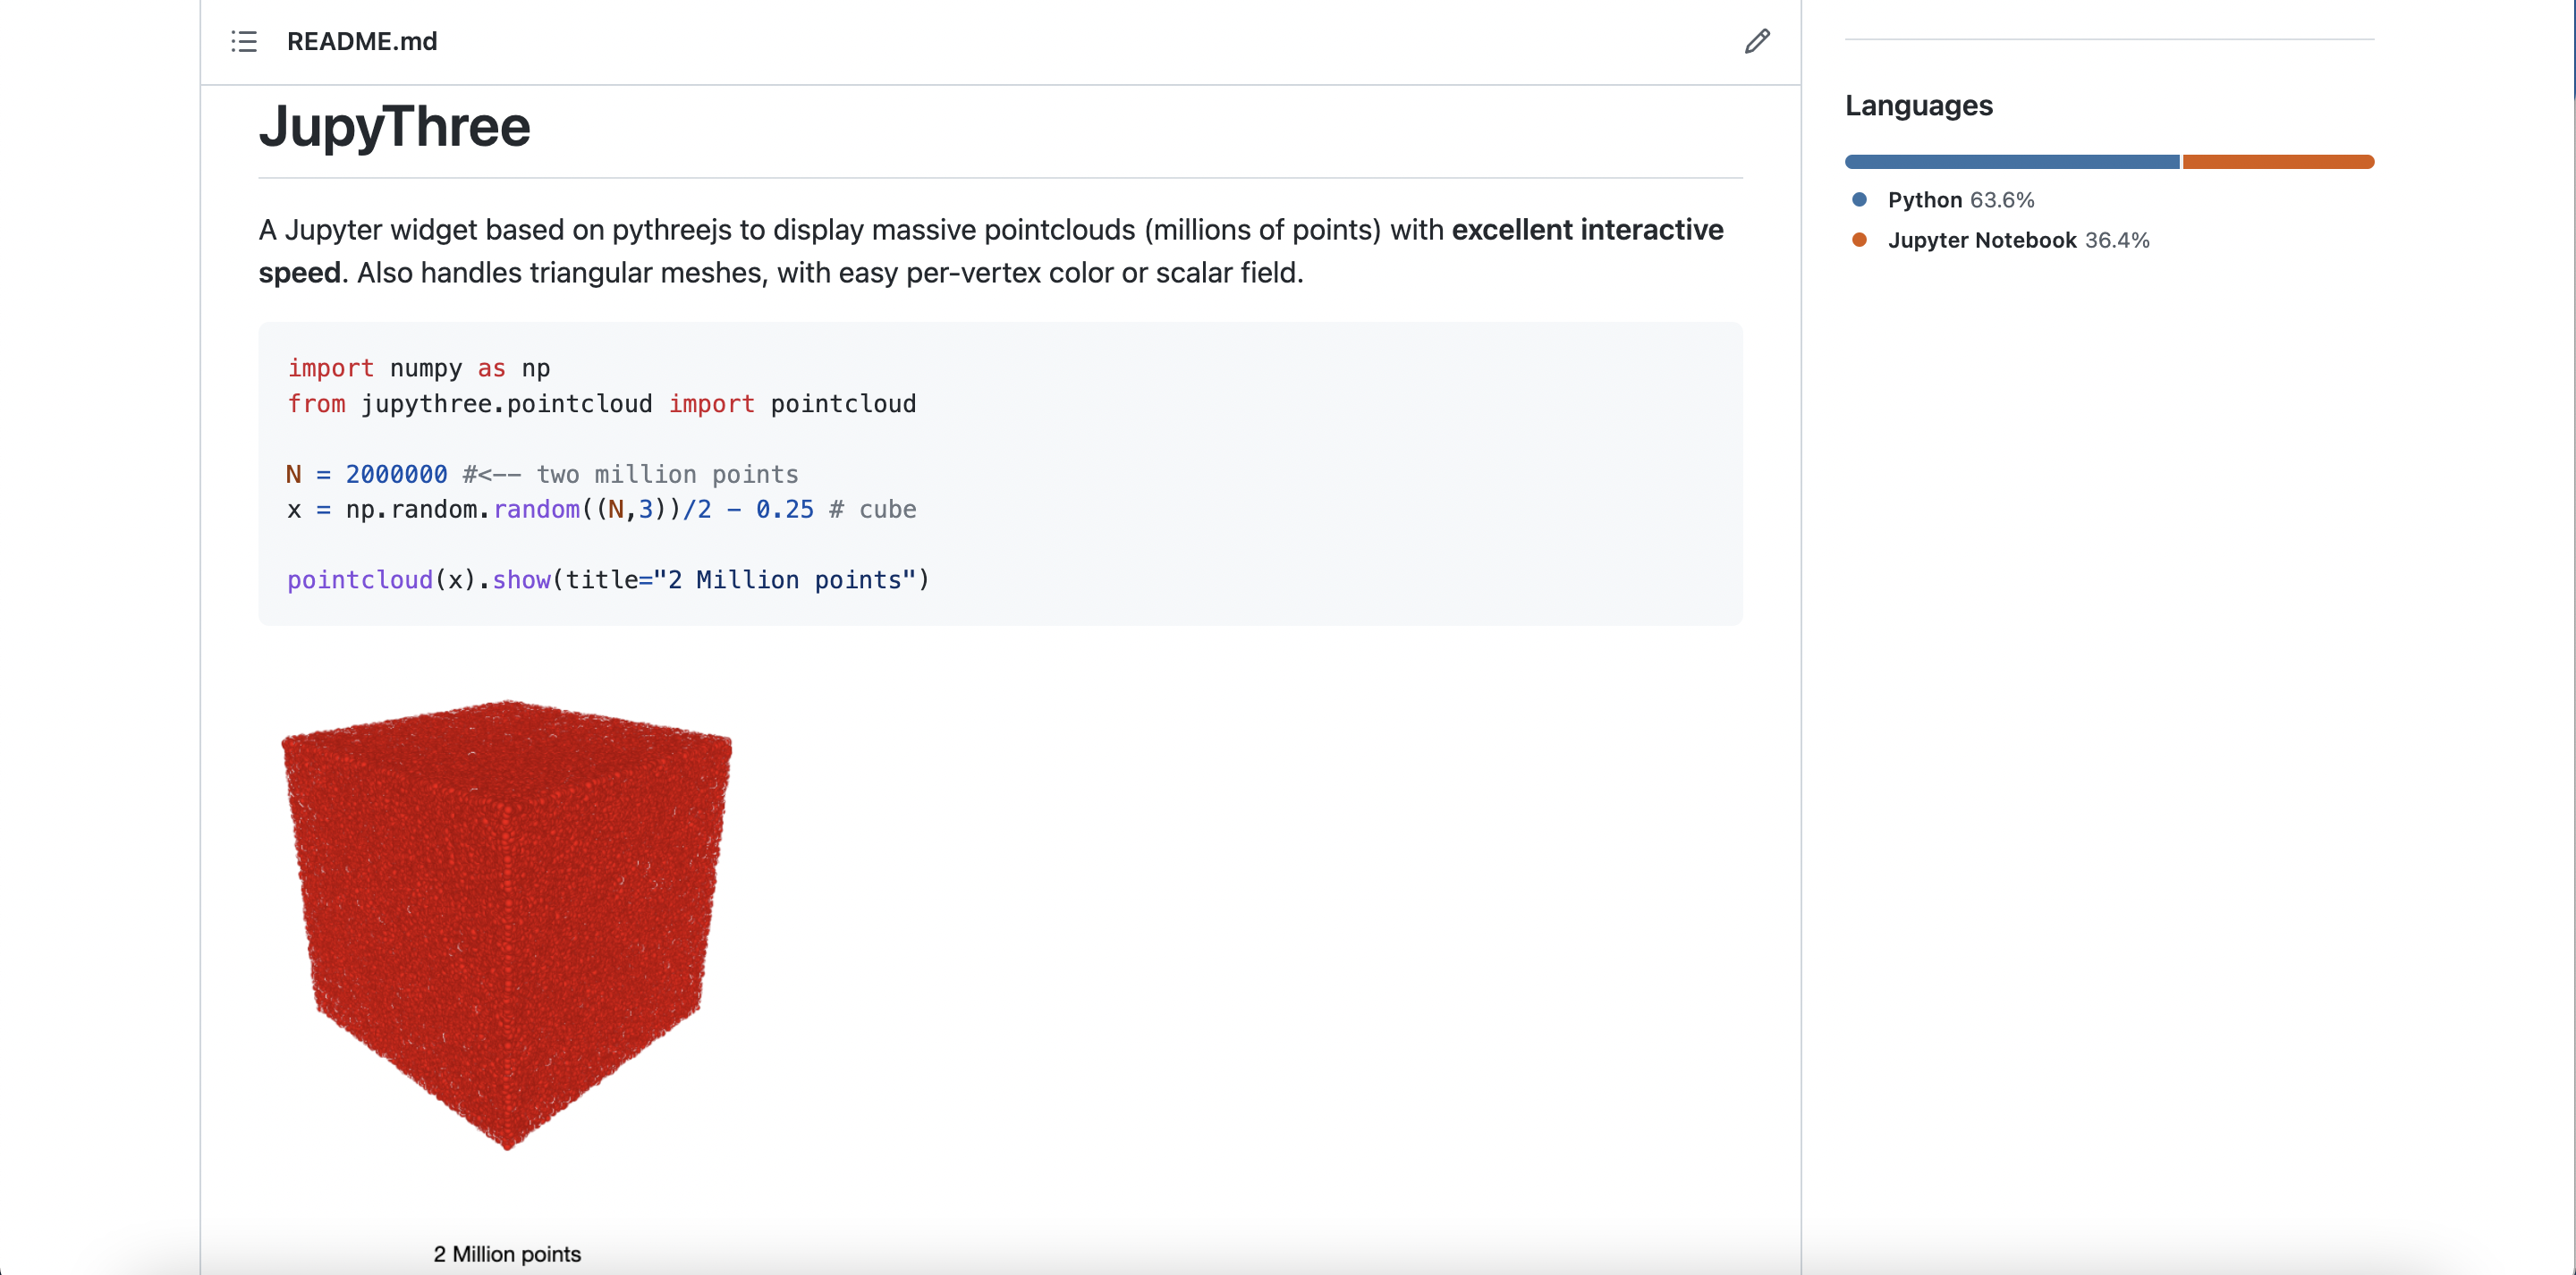 README.md
JupyThree
A Jupyter widget based on pythreejs to display massive pointclouds (millions of points) with excellent interactive
speed. Also handles triangular meshes, with easy per-vertex color or scalar field.
import numpy as np
from jupythree.pointcloud import pointcloud
N = 2000000 #<-- two million points
x = np.random.random((N,3))/2 - 0.25 # cube
pointcloud(x).show(title="2 Million points")
2 Million points
Languages
Python 63.6%
Jupyter Notebook 36.4%